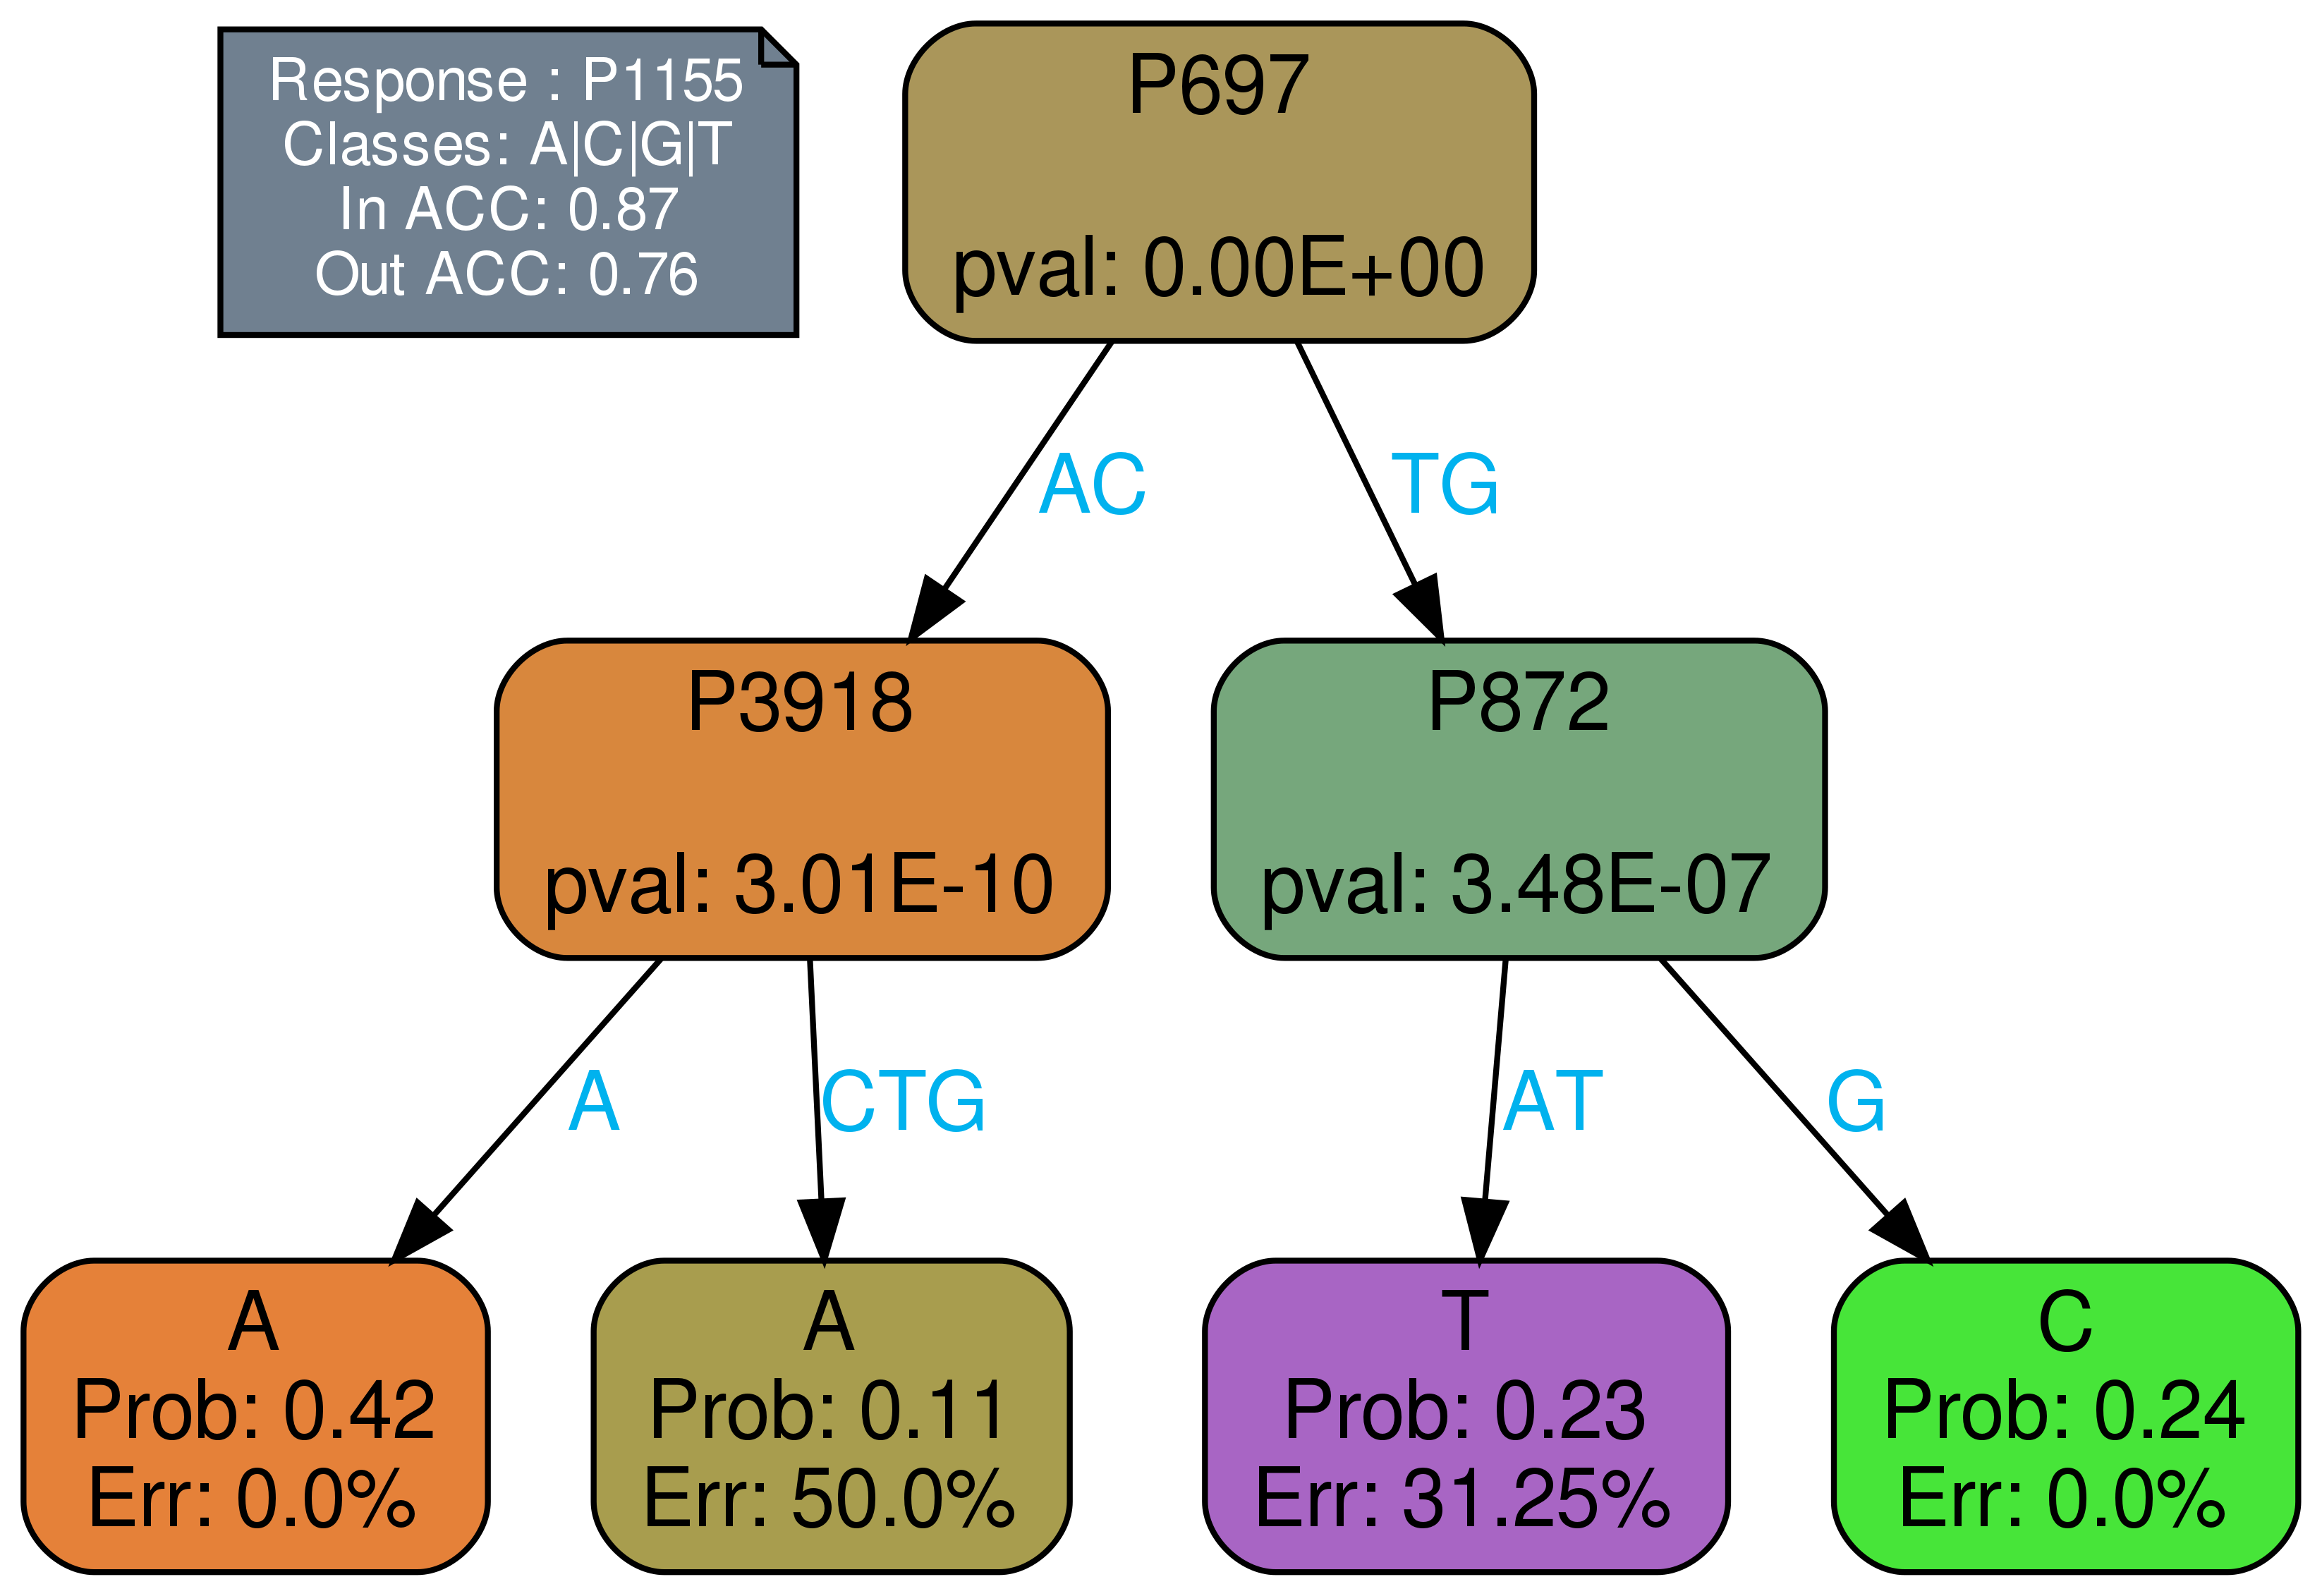 Response : P1155
Classes: A|C|G|T
In ACC: 0.87
Out ACC: 0.76
P697
pval: 0.00E+00
AC
TG
P3918
pval: 3.01E-10
P872
pval: 3.48E-07
A
CTG
AT
G
A
Prob: 0.42
Err: 0.0%
A
Prob: 0.11
Err: 50.0%
T
Prob: 0.23
Err: 31.25%
C
Prob: 0.24
Err: 0.0%